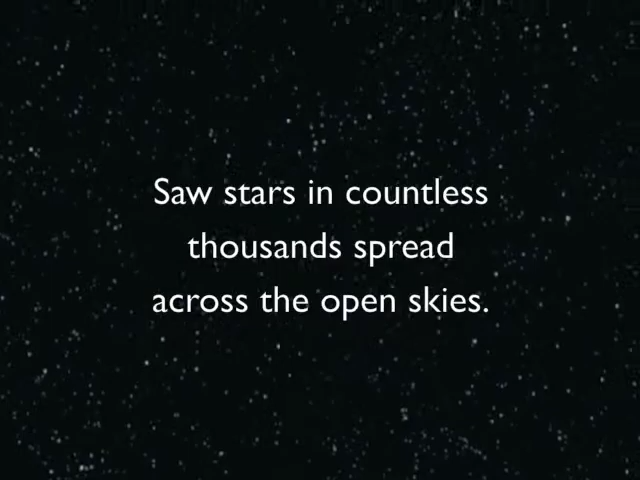 Saw stars in countless
thousands spread
across the open skies.